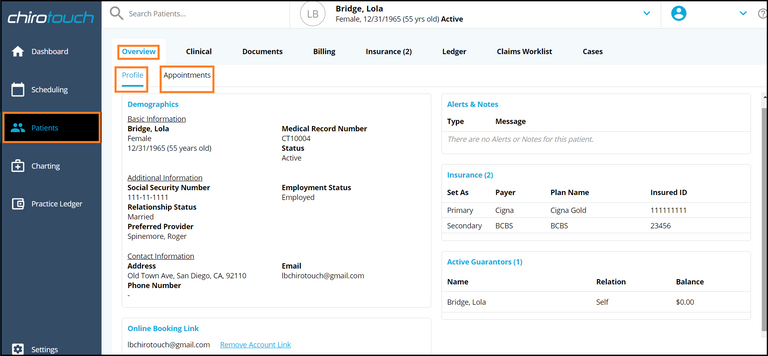 chirotouch
Search Patients...
LB
Bridge, Lola
Female, 12/31/1965 (55 yrs old) Active
Dashboard
Scheduling
Patients
Charting
Practice Ledger
Settings
Overview Clinical Documents Billing Insurance (2) Ledger Claims Worklist Cases
Profile Appointments
Demographics
Basic Information
Bridge, Lola
Female
12/31/1965 (55 years old)
Medical Record Number
CT10004
Status
Active
Additional Information
Social Security Number
111-11-1111
Relationship Status
Married
Preferred Provider
Spinemore, Roger
Employment Status
Employed
Contact Information
Address
Old Town Ave, San Diego, CA, 92110
Phone Number
-
Email
lbchirotouch@gmail.com
Online Booking Link
lbchirotouch@gmail.com Remove Account Link
Alerts & Notes
Type Message
There are no Alerts or Notes for this patient.
Insurance (2)
Set As Payer Plan Name Insured ID
Primary Cigna Cigna Gold 111111111
Secondary BCBS BCBS 23456
Active Guarantors (1)
Name Relation Balance
Bridge, Lola Self $0.00